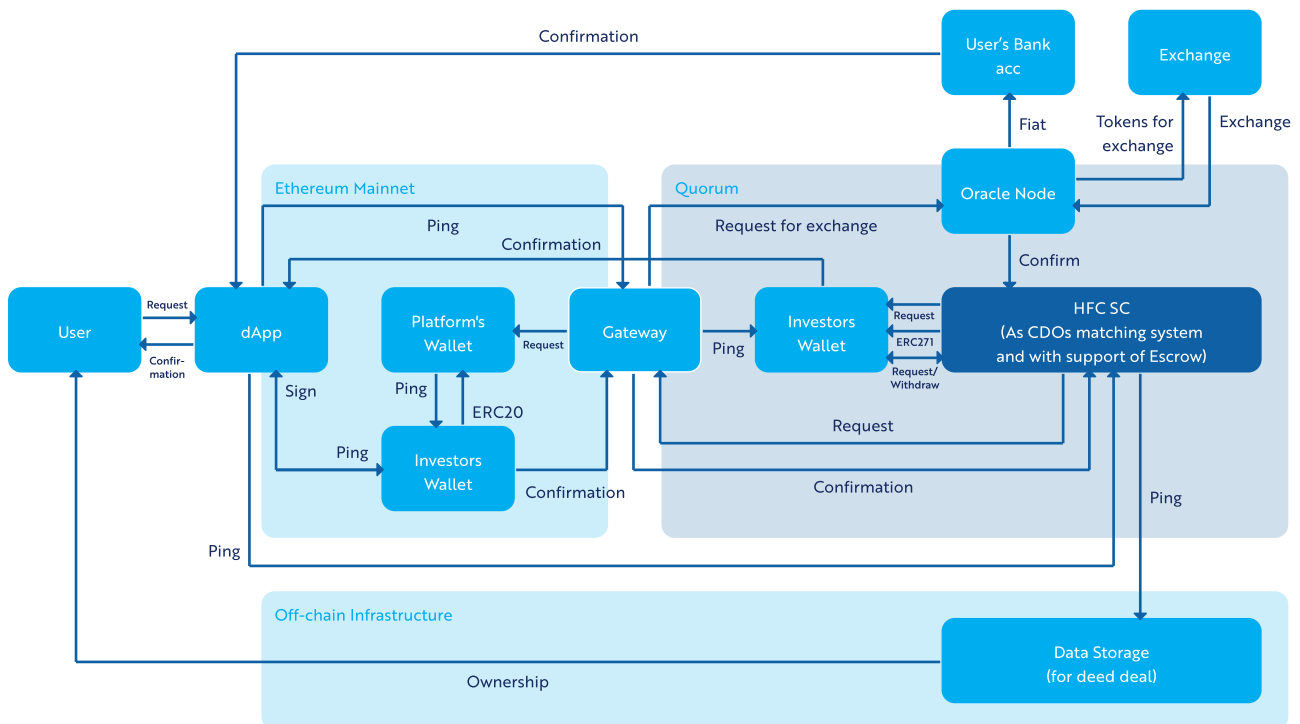 Confirmation
User's Bank
acc
Exchange
Fiat
Tokens for
exchange
Exchange
Ethereum Mainnet
Quorum
Oracle Node
Ping
Request for exchange
Confirmation
Confirm
User
Request
Confir-
mation
dApp
Platform's
Wallet
Request
Gateway
Ping
Investors
Wallet
Request
ERC271
Request/
Withdraw
HFC SC
(As CDOs matching system
and with support of Escrow)
Sign
Ping
ERC20
Request
Ping
Investors
Wallet
Confirmation
Confirmation
Ping
Ping
Off-chain Infrastructure
Data Storage
(for deed deal)
Ownership